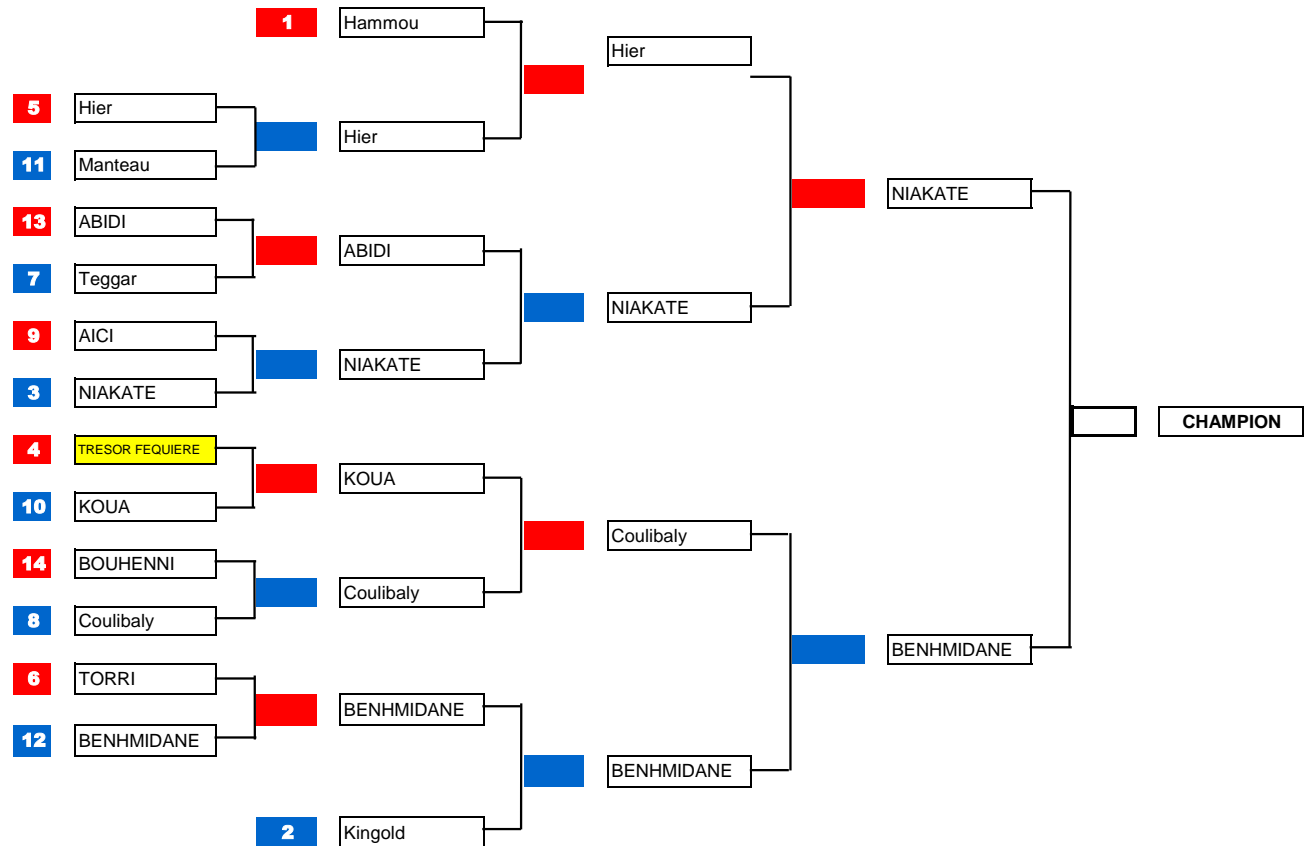 1 Hammou
Hier
5 Hier
Hier
11 Manteau
NIAKATE
13 ABIDI
ABIDI
7 Teggar
NIAKATE
9 AICI
NIAKATE
3 NIAKATE
CHAMPION
4 TRESOR FEQUIERE
KOUA
10 KOUA
Coulibaly
14 BOUHENNI
Coulibaly
8 Coulibaly
BENHMIDANE
6 TORRI
BENHMIDANE
12 BENHMIDANE
BENHMIDANE
2 Kingold